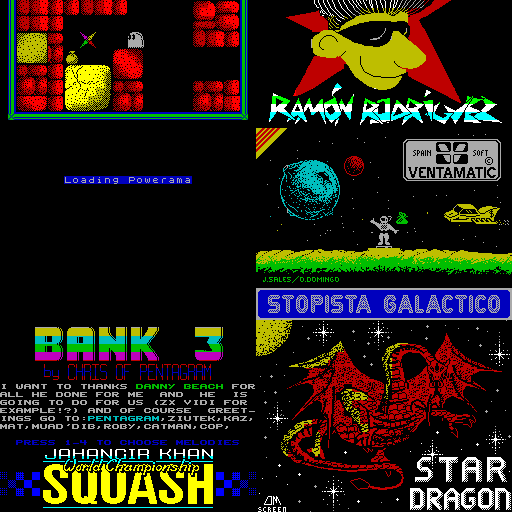 RAMÓN RODRÍGUEZ
Loading Powerama
SPAIN SOFT
©
VENTAMATIC
J.SALES/D.DOMINGO
STOPISTA GALACTICO
BANK 3
by CHAOS OF PENTAGRAM
I WANT TO THANKS DANNY BEACH FOR
ALL HE DONE FOR ME AND HE IS
GOING TO DO FOR US (ZX VIDI FOR
EXAMPLE!?) AND OF COURSE GREET-
INGS GO TO:PENTAGRAM,ZIUTEK,KAZ,
MAT,MUAD'DIB,ROBY,CATMAN,COP,
PRESS 1-4 TO CHOOSE MELODIES
JAHANGIR KHAN
World Championship
SQUASH
STAR
DRAGON
SCREEN